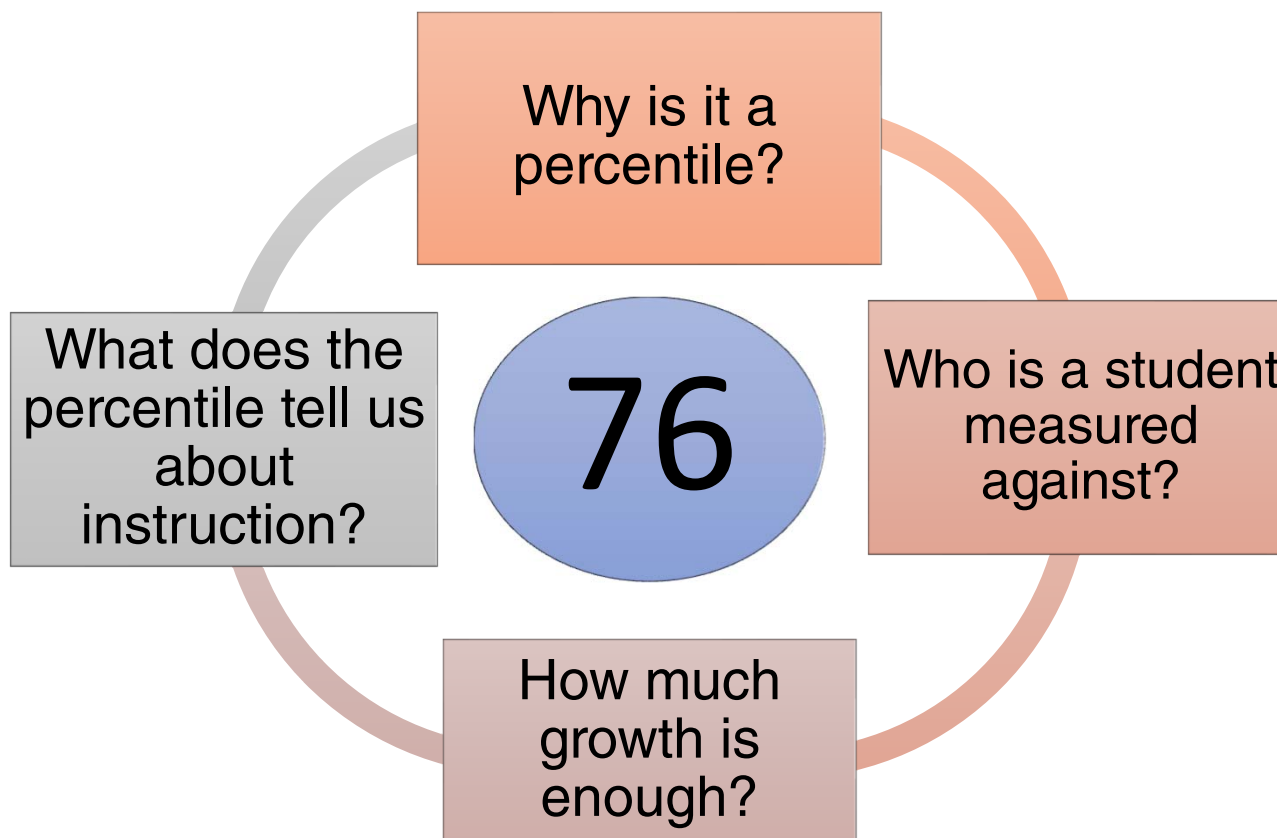 Why is it a
percentile?
What does the
percentile tell us
about
instruction?
76
Who is a student
measured
against?
How much
growth is
enough?